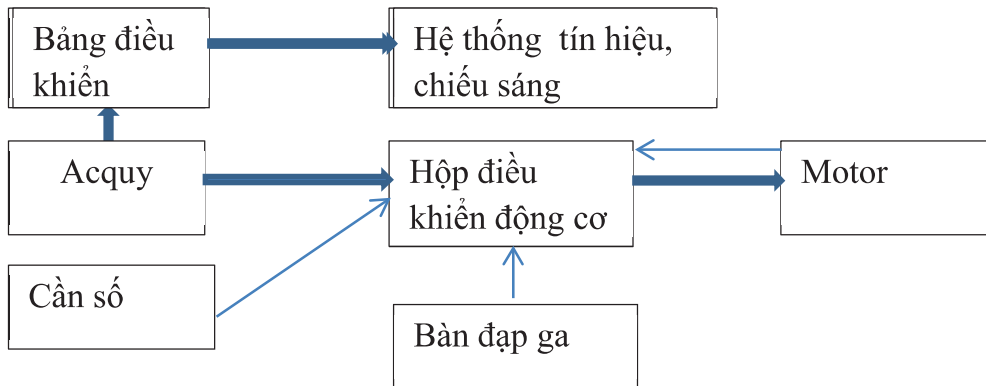 Bảng điều
khiển
Hệ thống tín hiệu,
chiếu sáng
Acquy
Hộp điều
khiển động cơ
Motor
Cần số
Bàn đạp ga